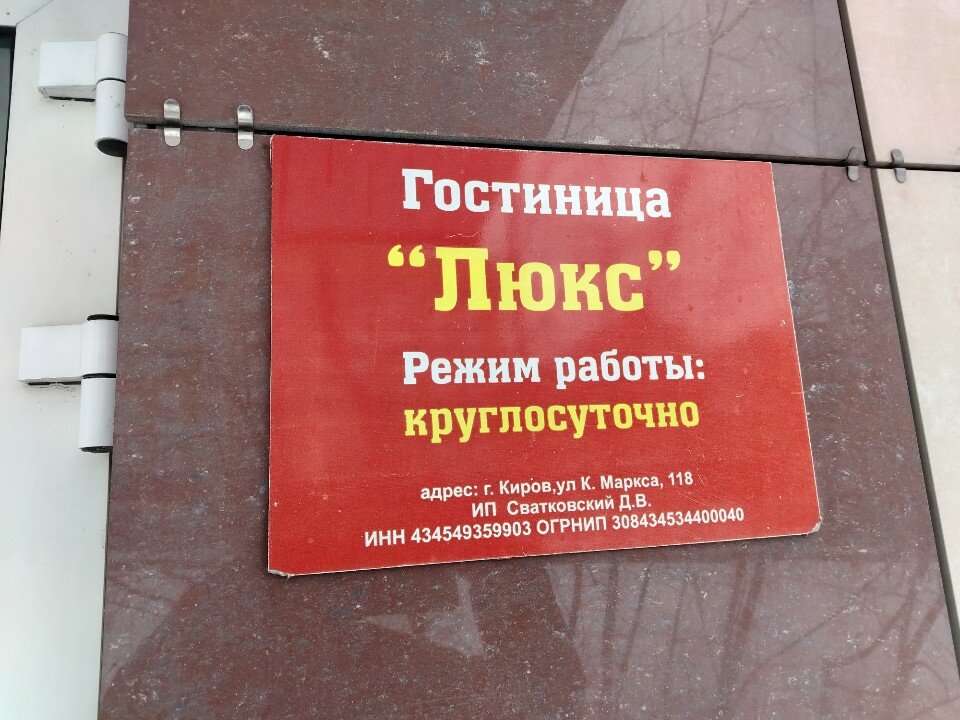 Гостиница
“Люкс”
Режим работы:
круглосуточно
адрес: г. Киров,ул К. Маркса, 118
ИП Сватковский Д.В.
ИНН 434549359903 ОГРНИП 308434534400040